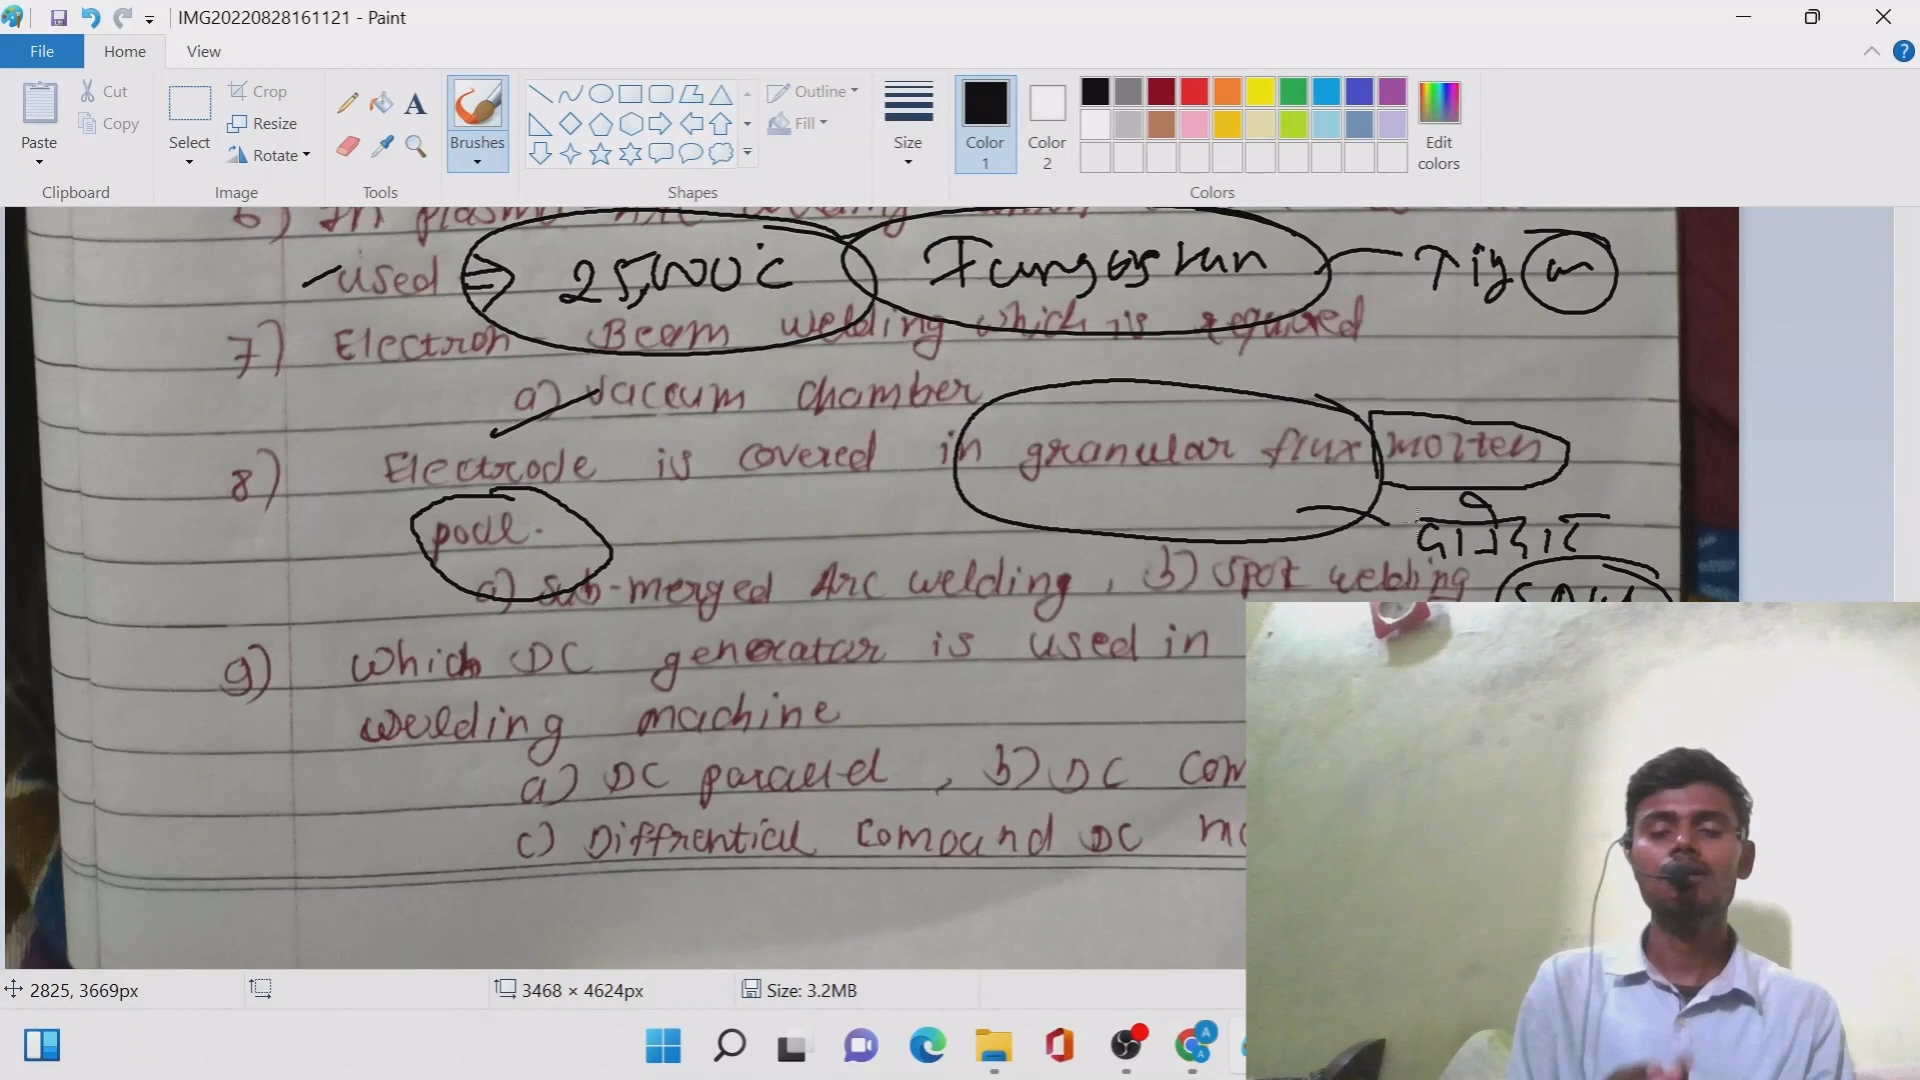 IMG20220828161121 - Paint
File Home View
Paste Cut Copy
Clipboard
Select Crop Resize Rotate
Image
Tools
Brushes
Outline Fill
Shapes
Size
Color 1 Color 2
Edit colors
Colors
6) In plasma
used 25,000°C
7) Electron Beam welding which is required
a) vaccum chamber
8) Electrode is covered in granular flux molten
pool.
दानेदार
a) sub-merged Arc welding, b) spot welding
9) which DC generator is used in
welding machine
a) DC parallel, b) DC com
c) Diffrential comound DC
2825, 3669px 3468 × 4624px Size: 3.2MB